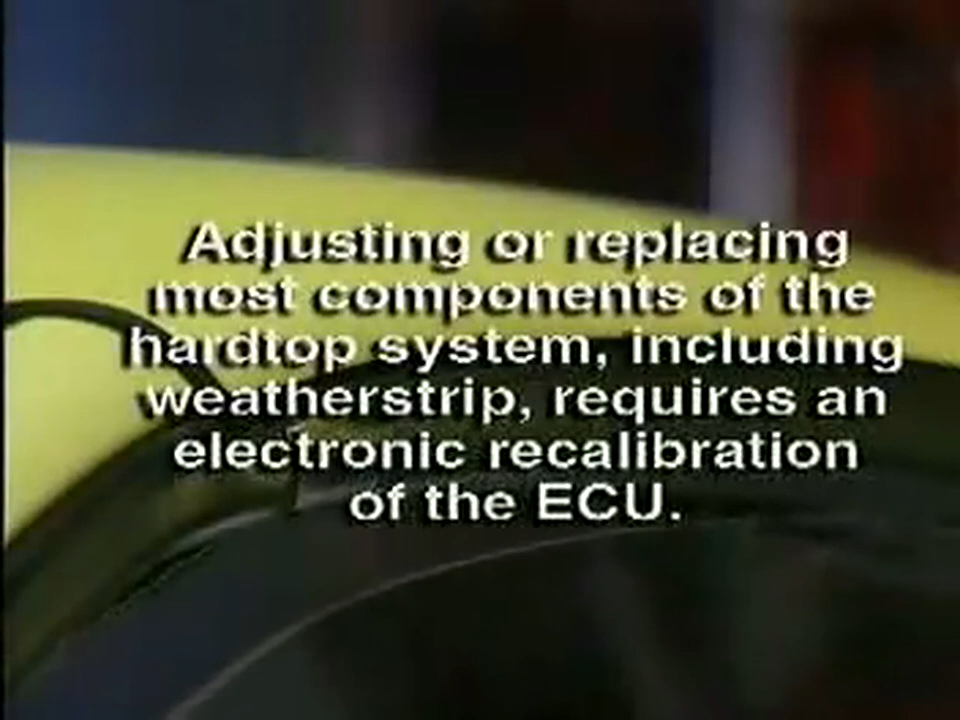 Adjusting or replacing
most components of the
hardtop system, including
weatherstrip, requires an
electronic recalibration
of the ECU.